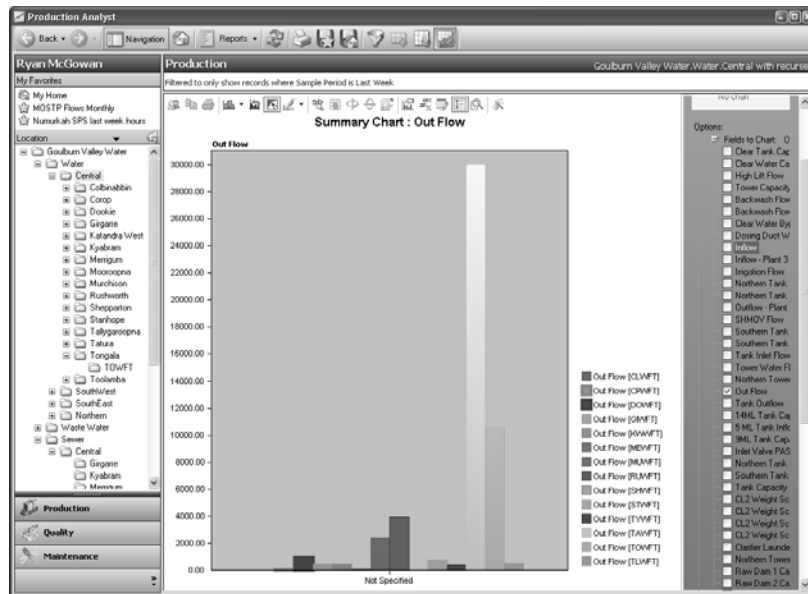 Production Analyst
Back
Navigation
Reports
Ryan McGowan
Production
Goulburn Valley Water.Water.Central with recurse
My Favorites
Filtered to only show records where Sample Period is Last Week.
My Home
MOSTP Flows Monthly
Numurkah SPS last week hours
Location
Goulburn Valley Water
Water
Central
Colbinabbin
Corop
Dookie
Girgarre
Katandra West
Kyabram
Merrigum
Mooroopna
Murchison
Rushworth
Shepparton
Stanhope
Tallygaroopna
Tatura
Tongala
TOWFT
Toolamba
SouthWest
SouthEast
Northern
Waste Water
Sewer
Central
Girgarre
Kyabram
Merrigum
Production
Quality
Maintenance
Summary Chart : Out Flow
Out Flow
30000.00
28000.00
26000.00
24000.00
22000.00
20000.00
18000.00
16000.00
14000.00
12000.00
10000.00
8000.00
6000.00
4000.00
2000.00
0.00
Not Specified
Out Flow [CLWFT]
Out Flow [CPWFT]
Out Flow [DOWFT]
Out Flow [GIWFT]
Out Flow [KWWFT]
Out Flow [MEWFT]
Out Flow [MUWFT]
Out Flow [RUWFT]
Out Flow [SHWFT]
Out Flow [STWFT]
Out Flow [TYWFT]
Out Flow [TAWFT]
Out Flow [TOWFT]
Out Flow [TLWFT]
No Chart
Options:
Fields to Chart: O
Clear Tank Cap
Clear Water Ca
High Lift Flow
Tower Capacity
Backwash Flow
Backwash Flow
Clear Water Byp
Dosing Duct W
Inflow
Inflow - Plant 3
Irrigation Flow
Northern Tank
Northern Tank
Outflow - Plant
SHMOV Flow
Southern Tank
Southern Tank
Tank Inlet Flow
Tower Water Fl
Northern Tower
Out Flow
Tank Outflow
14ML Tank Cap
5 ML Tank Inflo
9ML Tank Cap.
Inlet Valve PAS
Northern Tank
Southern Tank
Tank Capacity
CL2 Weight Sc
CL2 Weight Sc
CL2 Weight Sc
CL2 Weight Sc
Clarifier Launde
Northern Tower
Raw Dam 1 Ca
Raw Dam 2 Ca